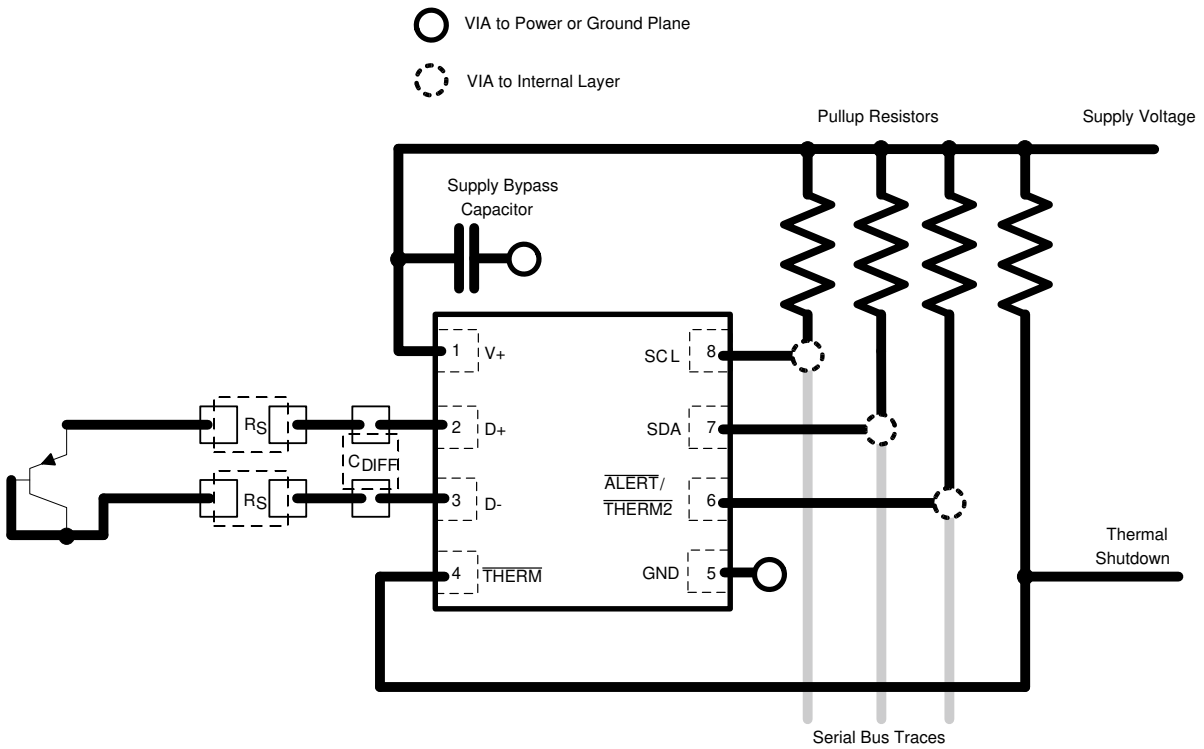 VIA to Power or Ground Plane
VIA to Internal Layer
Pullup Resistors
Supply Voltage
Supply Bypass
Capacitor
1 V+
SCL 8
RS
2 D+
SDA 7
CDIFF
RS
3 D-
ALERT/
THERM2
6
4 THERM
GND 5
Thermal
Shutdown
Serial Bus Traces